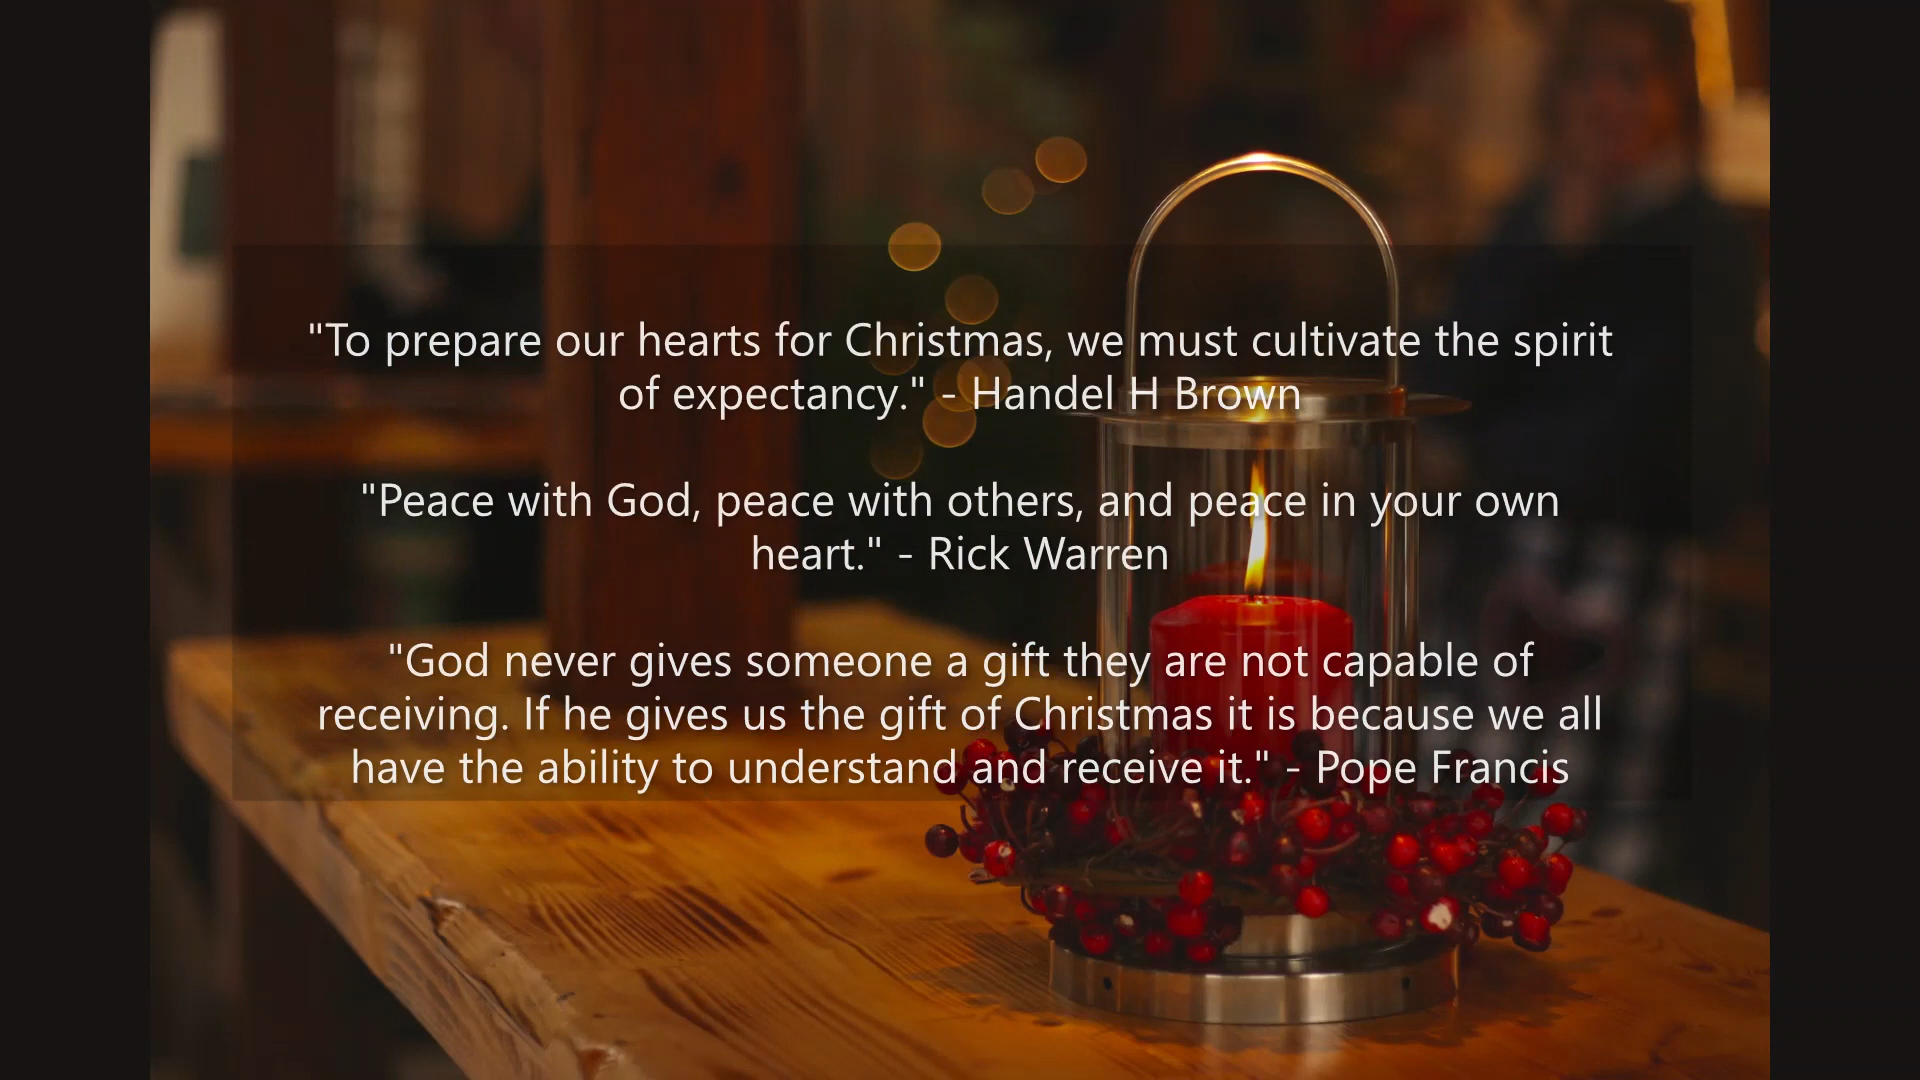 "To prepare our hearts for Christmas, we must cultivate the spirit
of expectancy." - Handel H Brown
"Peace with God, peace with others, and peace in your own
heart." - Rick Warren
"God never gives someone a gift they are not capable of
receiving. If he gives us the gift of Christmas it is because we all
have the ability to understand and receive it." - Pope Francis